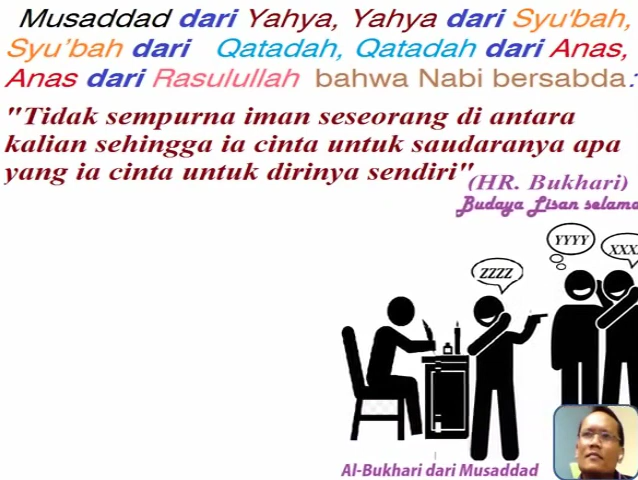 Musaddad dari Yahya, Yahya dari Syu'bah,
Syu’bah dari Qatadah, Qatadah dari Anas,
Anas dari Rasulullah bahwa Nabi bersabda:
"Tidak sempurna iman seseorang di antara
kalian sehingga ia cinta untuk saudaranya apa
yang ia cinta untuk dirinya sendiri"
(HR. Bukhari)
Budaya Lisan selama
YYYY
XXX
ZZZZ
Al-Bukhari dari Musaddad